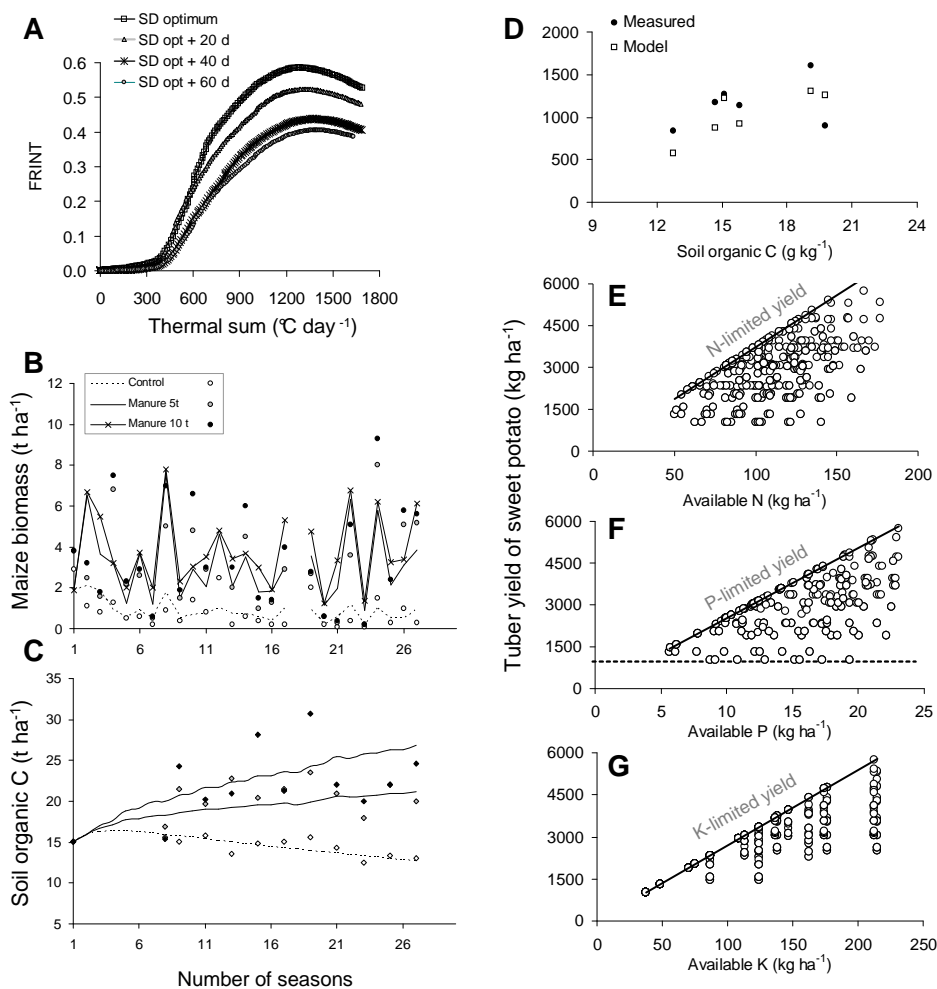 A
SD optimum
SD opt + 20 d
SD opt + 40 d
SD opt + 60 d
0.6
0.5
0.4
0.3
0.2
0.1
0.0
FRINT
0 300 600 900 1200 1500 1800
Thermal sum (°C day -1)
B
Control
Manure 5t
Manure 10 t
12
10
8
6
4
2
0
Maize biomass (t ha-1)
1 6 11 16 21 26
C
35
30
25
20
15
10
5
Soil organic C (t ha-1)
1 6 11 16 21 26
Number of seasons
D
Measured
Model
2000
1500
1000
500
0
9 12 15 18 21 24
Soil organic C (g kg-1)
Tuber yield of sweet potato (kg ha-1)
E
N-limited yield
6000
4500
3000
1500
0
0 50 100 150 200
Available N (kg ha-1)
F
P-limited yield
6000
4500
3000
1500
0
0 5 10 15 20 25
Available P (kg ha-1)
G
K-limited yield
6000
4500
3000
1500
0
0 50 100 150 200 250
Available K (kg ha-1)